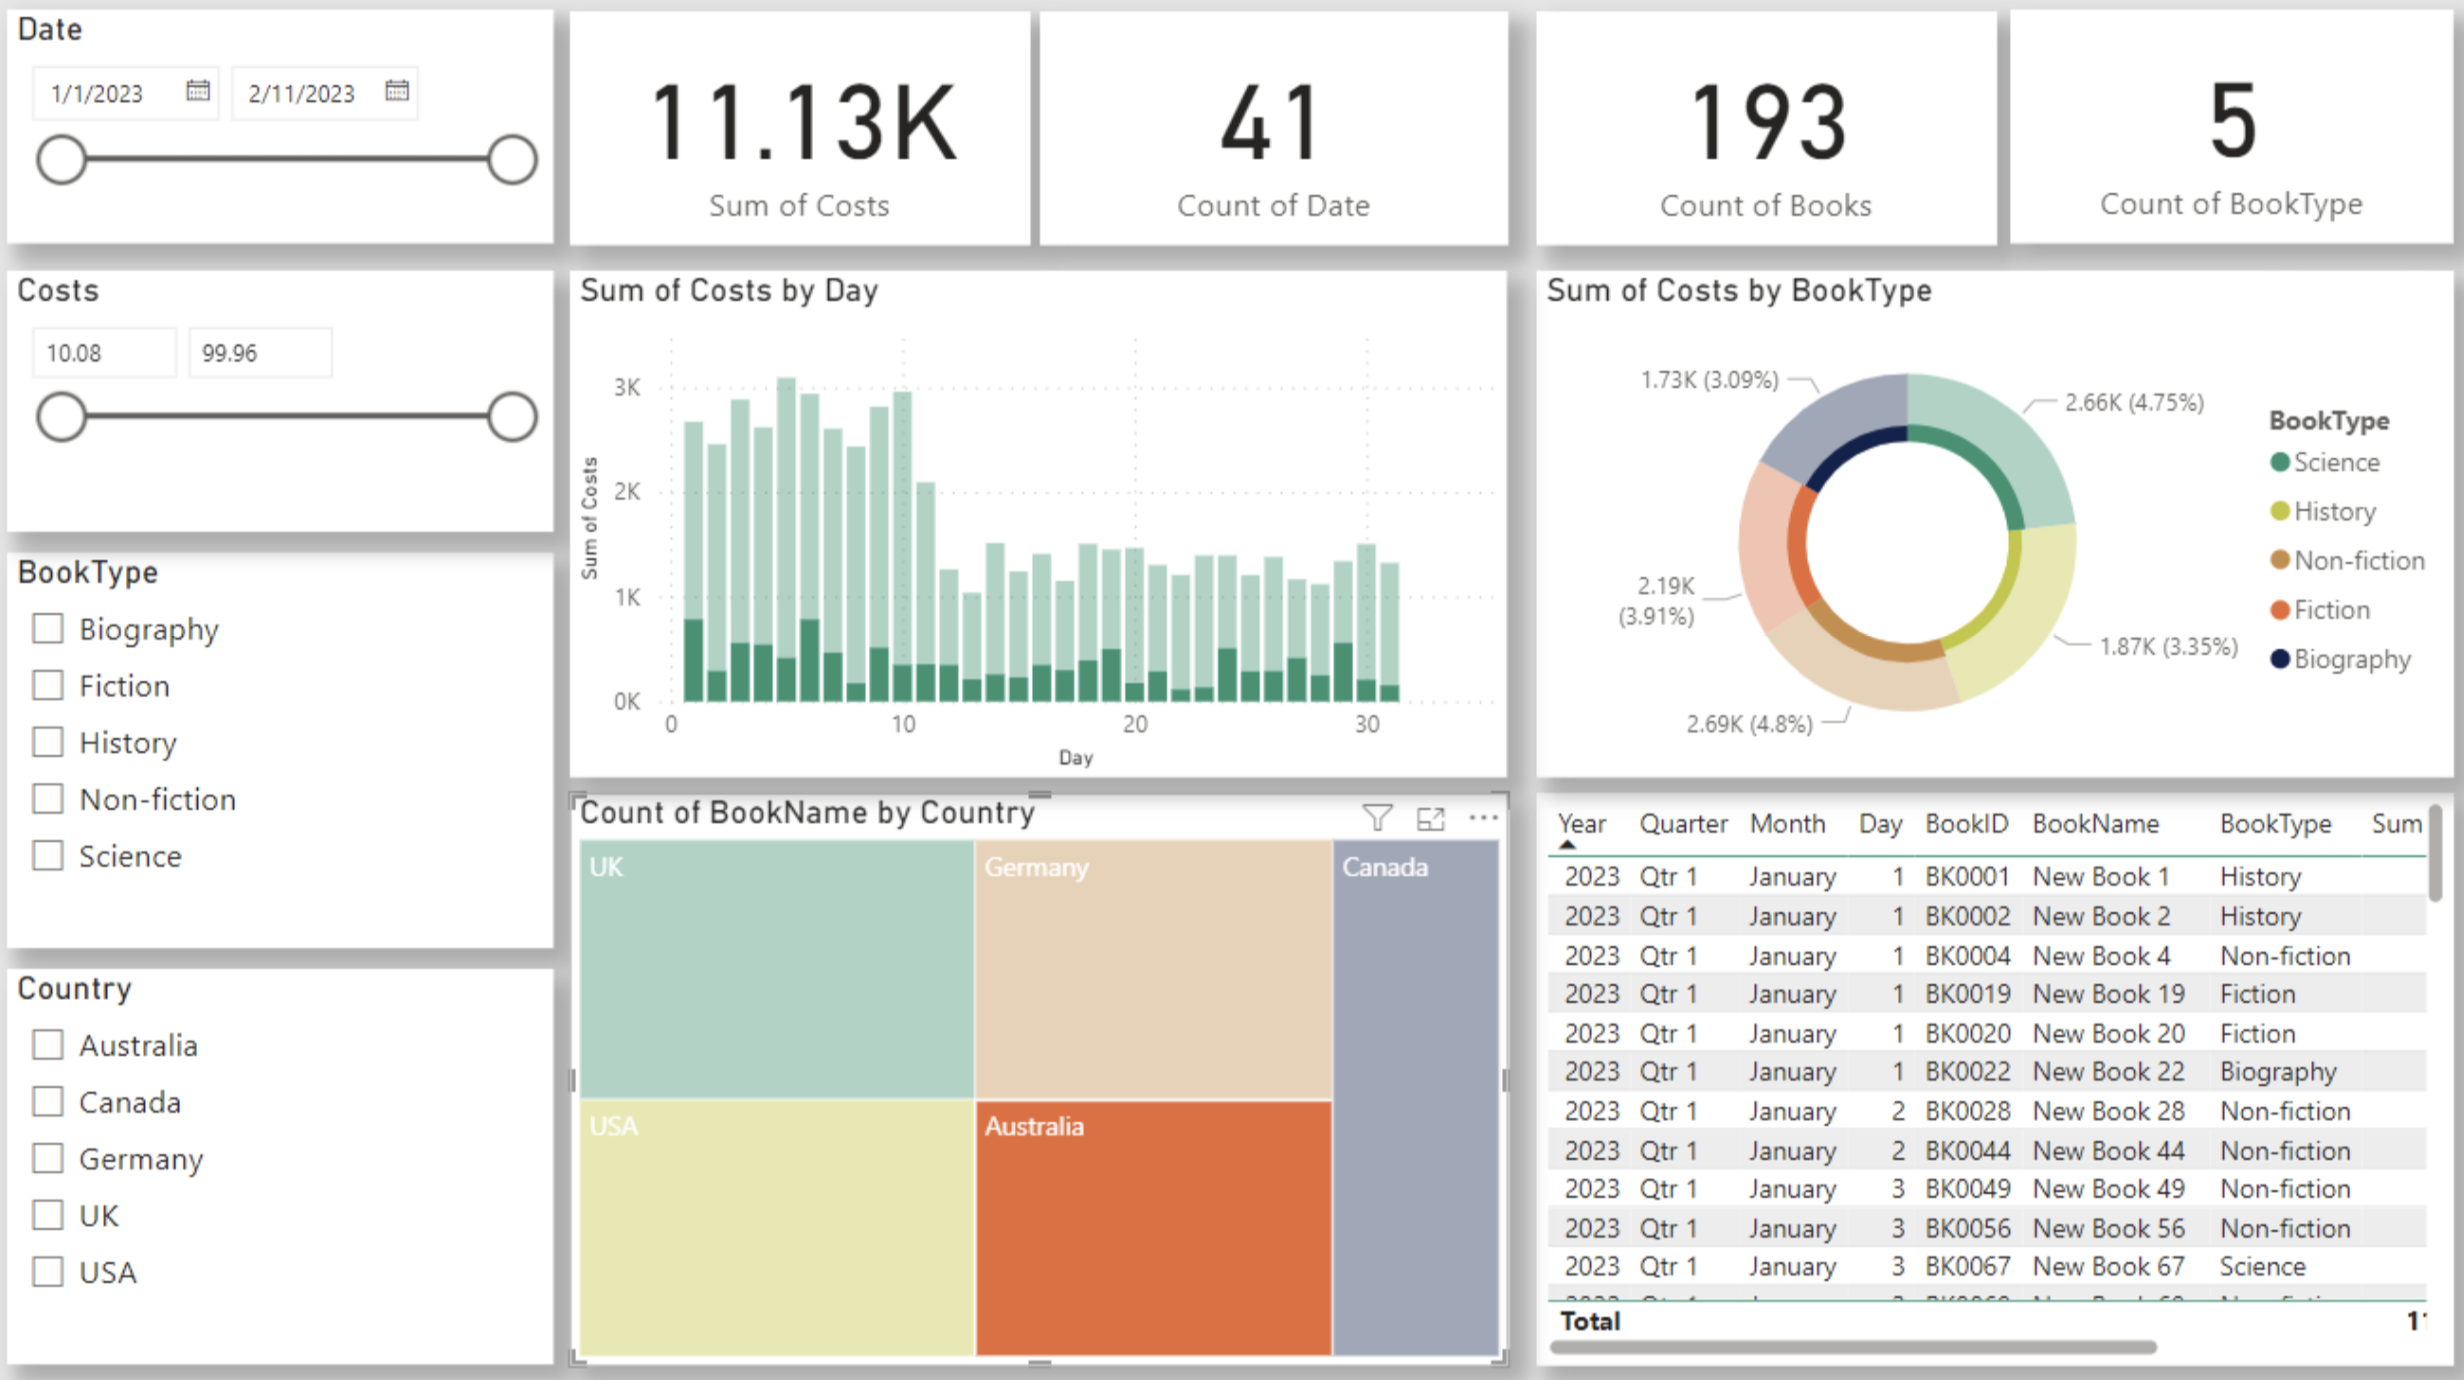 Date
1/1/2023 2/11/2023
11.13K
Sum of Costs
41
Count of Date
193
Count of Books
5
Count of BookType
Costs
10.08 99.96
BookType
Biography
Fiction
History
Non-fiction
Science
Country
Australia
Canada
Germany
UK
USA
Sum of Costs by Day
Sum of Costs
3K
2K
1K
0K
0 10 20 30
Day
Sum of Costs by BookType
1.73K (3.09%)
2.66K (4.75%)
2.19K
(3.91%)
1.87K (3.35%)
2.69K (4.8%)
BookType
Science
History
Non-fiction
Fiction
Biography
Count of BookName by Country
UK
Germany
Canada
USA
Australia
Year Quarter Month Day BookID BookName BookType Sum
2023 Qtr 1 January 1 BK0001 New Book 1 History
2023 Qtr 1 January 1 BK0002 New Book 2 History
2023 Qtr 1 January 1 BK0004 New Book 4 Non-fiction
2023 Qtr 1 January 1 BK0019 New Book 19 Fiction
2023 Qtr 1 January 1 BK0020 New Book 20 Fiction
2023 Qtr 1 January 1 BK0022 New Book 22 Biography
2023 Qtr 1 January 2 BK0028 New Book 28 Non-fiction
2023 Qtr 1 January 2 BK0044 New Book 44 Non-fiction
2023 Qtr 1 January 3 BK0049 New Book 49 Non-fiction
2023 Qtr 1 January 3 BK0056 New Book 56 Non-fiction
2023 Qtr 1 January 3 BK0067 New Book 67 Science
Total